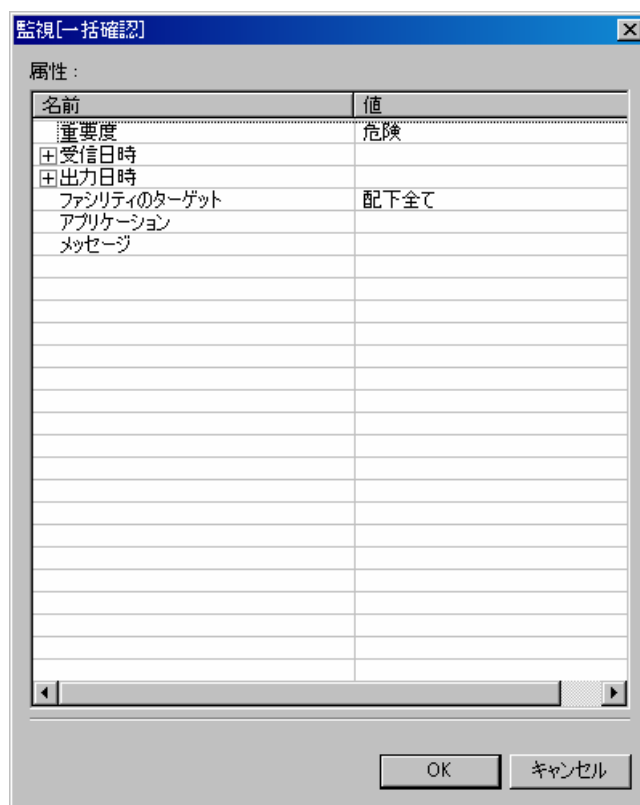 監視[一括確認]
属性：
名前 値
重要度 危険
受信日時
出力日時
ファシリティのターゲット 配下全て
アプリケーション
メッセージ
OK キャンセル